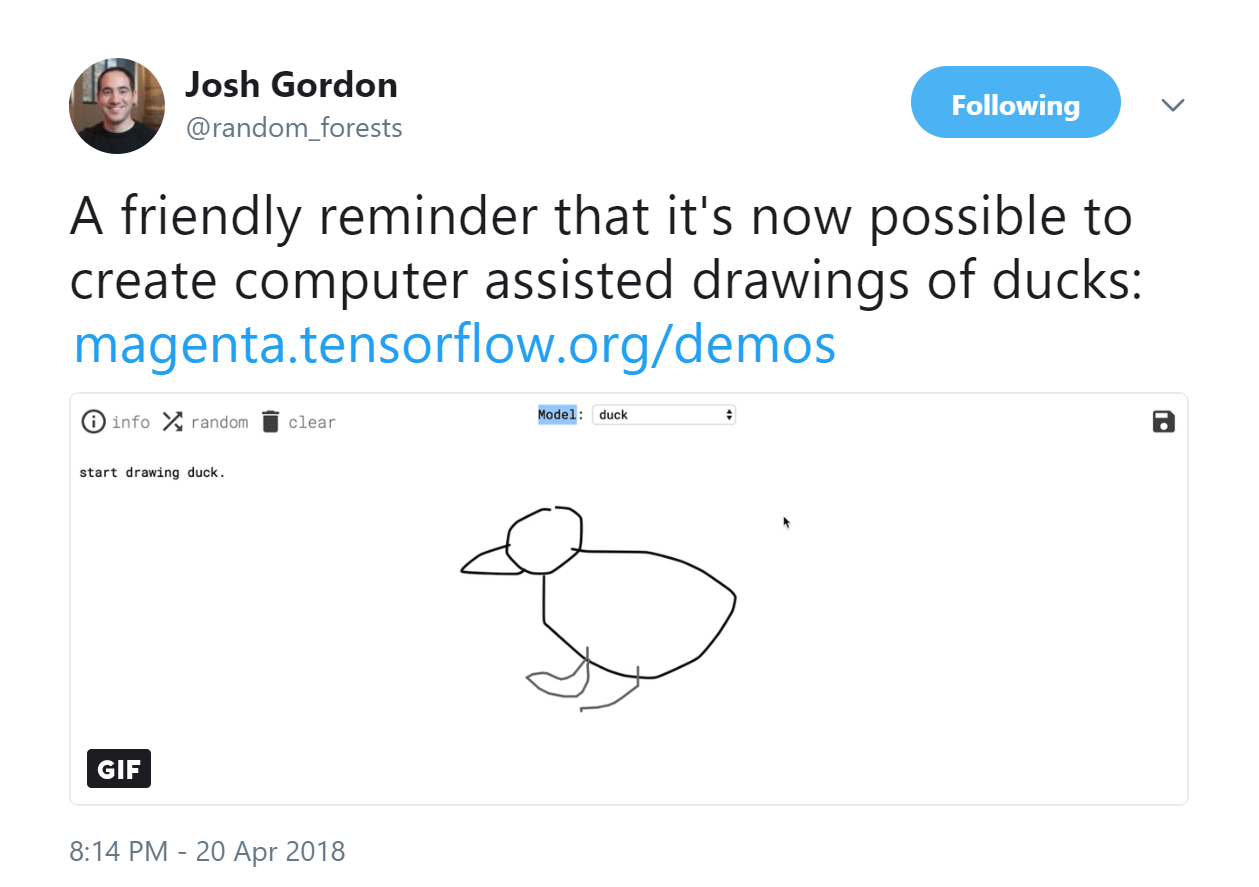 Josh Gordon
@random_forests
Following
A friendly reminder that it's now possible to
create computer assisted drawings of ducks:
magenta.tensorflow.org/demos
info random clear
Model: duck
start drawing duck.
GIF
8:14 PM - 20 Apr 2018